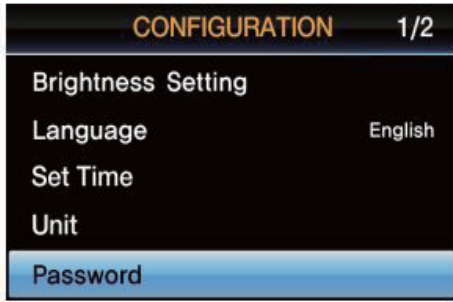 CONFIGURATION 1/2
Brightness Setting
Language English
Set Time
Unit
Password